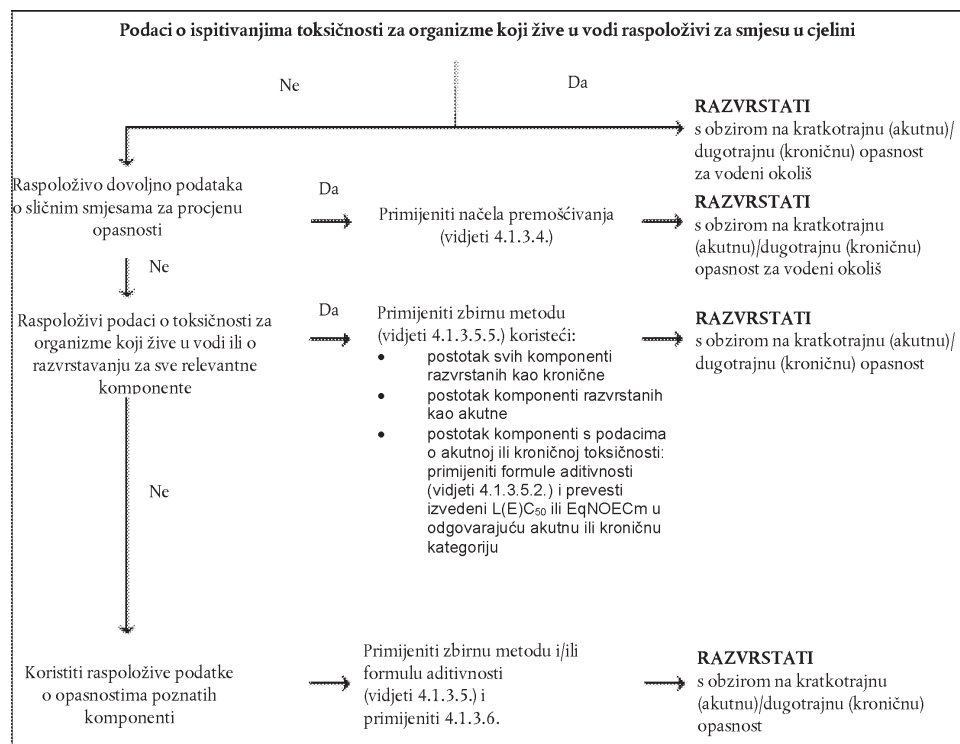 Podaci o ispitivanjima toksičnosti za organizme koji žive u vodi raspoloživi za smjesu u cjelini
Ne
Da
RAZVRSTATI
s obzirom na kratkotrajnu (akutnu)/
dugotrajnu (kroničnu) opasnost
za vodeni okoliš
Raspoloživo dovoljno podataka
o sličnim smjesama za procjenu
opasnosti
Da
Primijeniti načela premošćivanja
(vidjeti 4.1.3.4.)
RAZVRSTATI
s obzirom na kratkotrajnu
(akutnu)/dugotrajnu (kroničnu)
opasnost za vodeni okoliš
Ne
Raspoloživi podaci o toksičnosti za
organizme koji žive u vodi ili o
razvrstavanju za sve relevantne
komponente
Da
Primijeniti zbirnu metodu
(vidjeti 4.1.3.5.5.) koristeći:
• postotak svih komponenti
razvrstanih kao kronične
• postotak komponenti razvrstanih
kao akutne
• postotak komponenti s podacima
o akutnoj ili kroničnoj toksičnosti:
primijeniti formule aditivnosti
(vidjeti 4.1.3.5.2.) i prevesti
izvedeni L(E)C₅₀ ili EqNOECm u
odgovarajuću akutnu ili kroničnu
kategoriju
RAZVRSTATI
s obzirom na kratkotrajnu (akutnu)/
dugotrajnu (kroničnu) opasnost
Ne
Koristiti raspoložive podatke
o opasnostima poznatih
komponenti
Primijeniti zbirnu metodu i/ili
formulu aditivnosti
(vidjeti 4.1.3.5.) i
primijeniti 4.1.3.6.
RAZVRSTATI
s obzirom na kratkotrajnu
(akutnu)/dugotrajnu (kroničnu)
opasnost